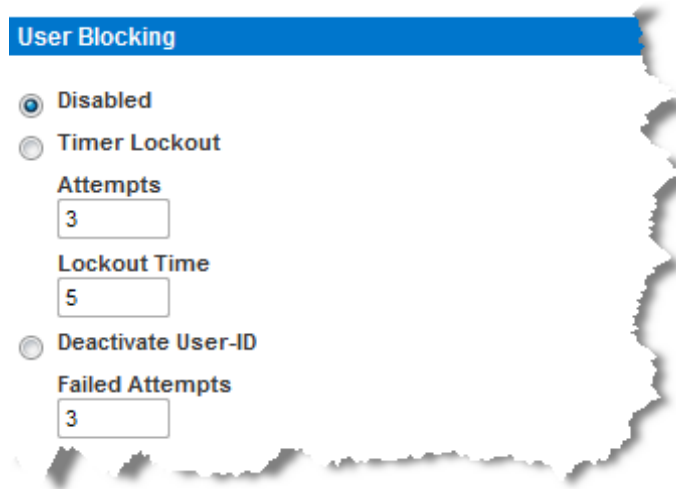 User Blocking
Disabled
Timer Lockout
Attempts
3
Lockout Time
5
Deactivate User-ID
Failed Attempts
3